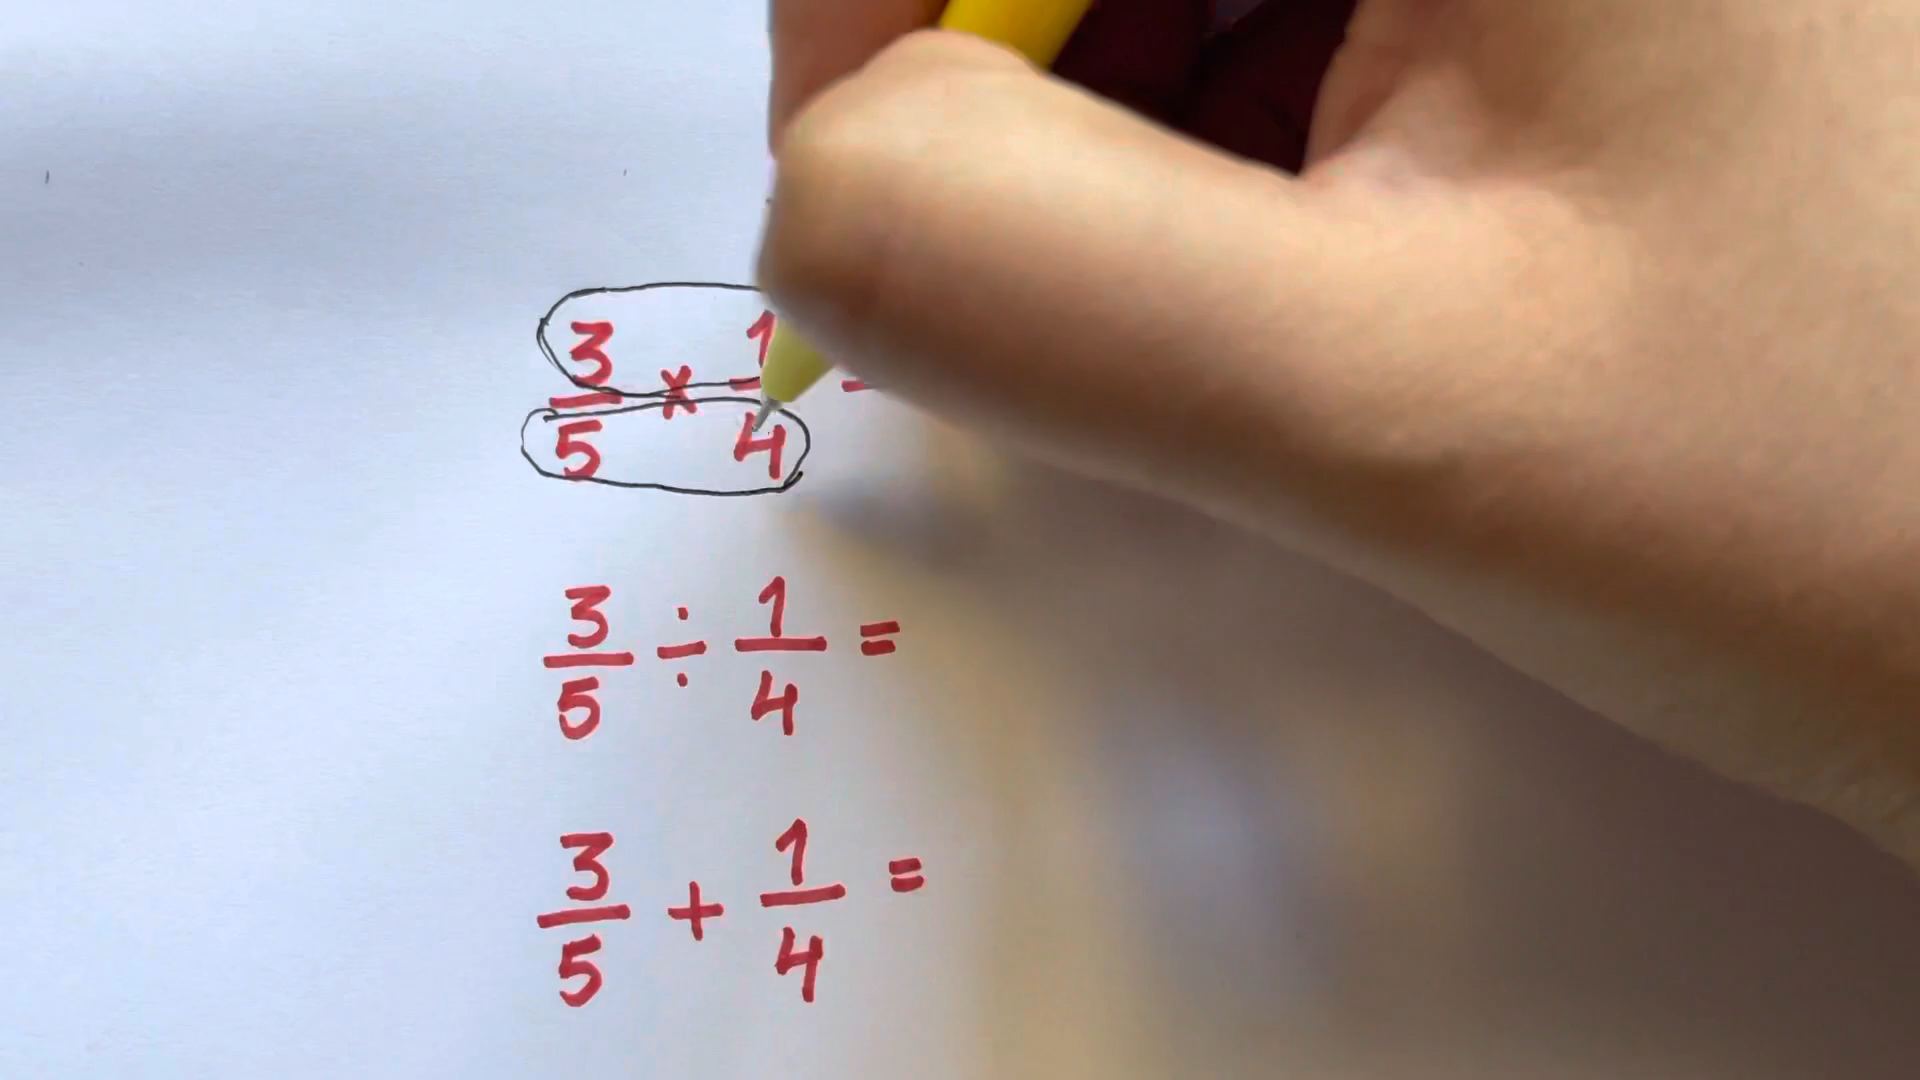 3/5 × 1/4
3/5 ÷ 1/4 =
3/5 + 1/4 =